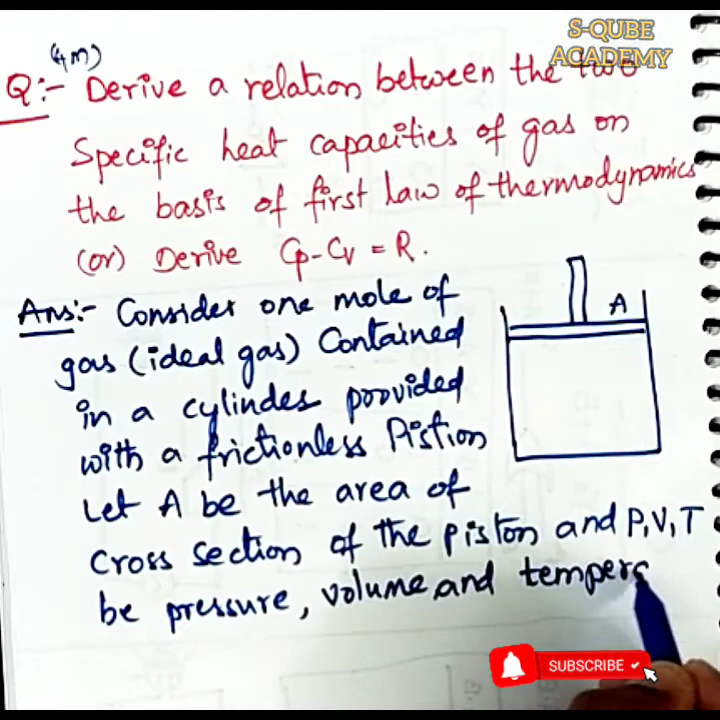 S-QUBE
ACADEMY
(4m)
Q:- Derive a relation between the two
Specific heat capacities of gas on
the basis of first law of thermodynamics
(or) Derive Cp-Cv = R.
Ans:- Consider one mole of
gas (ideal gas) Contained
in a cylinder provided
with a frictionless Pistion
Let A be the area of
Cross section of the piston and P,V,T
be pressure, volume, and temper
A
SUBSCRIBE